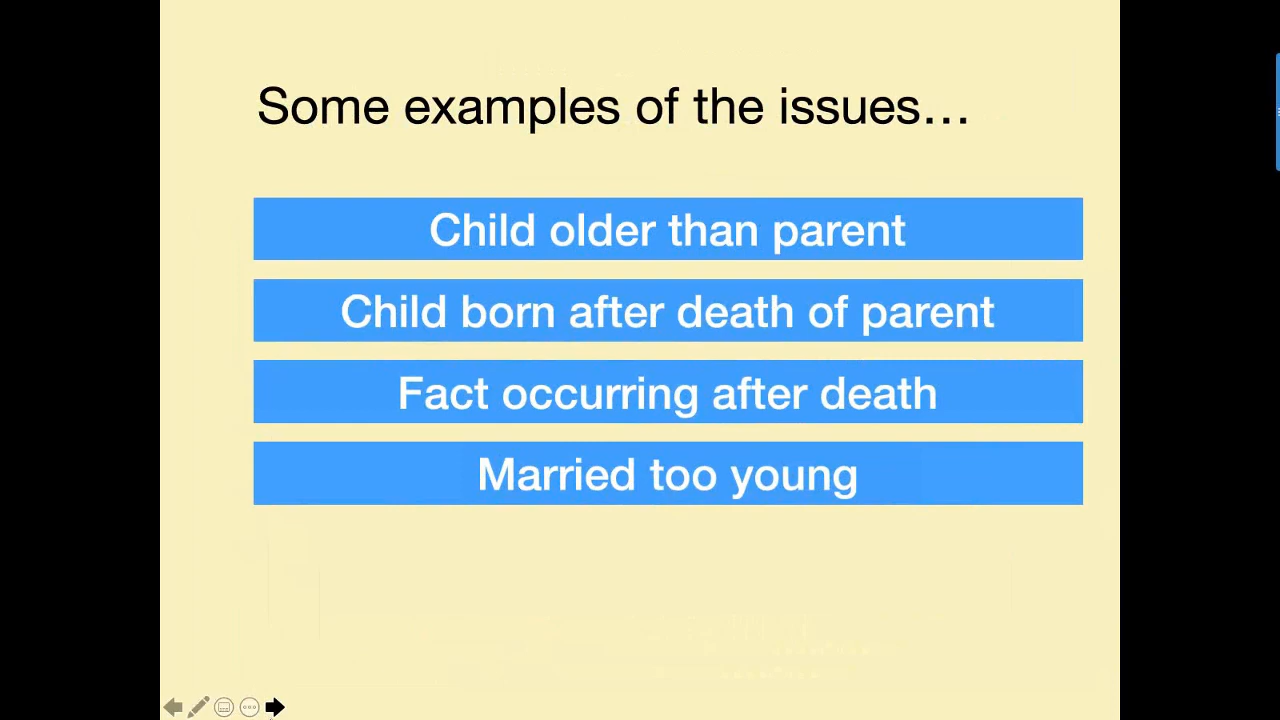 Some examples of the issues…
Child older than parent
Child born after death of parent
Fact occurring after death
Married too young